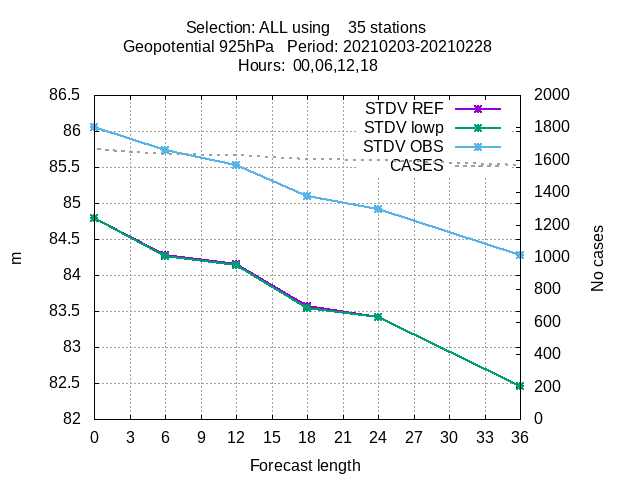 Selection: ALL using    35 stations
Geopotential 925hPa   Period: 20210203-20210228
Hours:  00,06,12,18
86.5
86
85.5
85
84.5
84
83.5
83
82.5
82
m
STDV REF
STDV lowp
STDV OBS
CASES
2000
1800
1600
1400
1200
1000
800
600
400
200
0
No cases
0 3 6 9 12 15 18 21 24 27 30 33 36
Forecast length